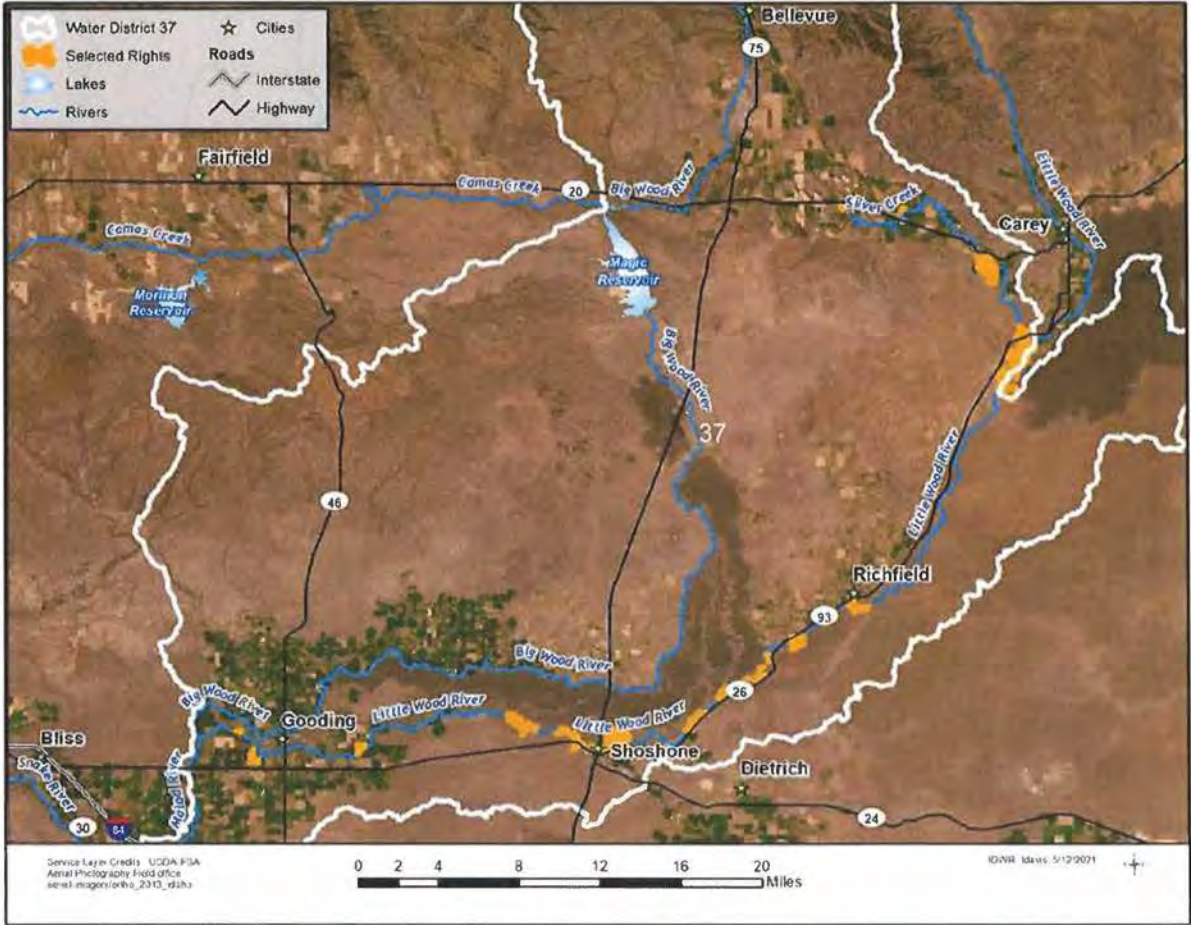 Water District 37
Selected Rights
Lakes
Rivers
Cities
Roads
Interstate
Highway
Bellevue
75
Fairfield
Camas Creek
20
Big Wood River
Silver Creek
Little Wood River
Carey
Camas Creek
Mormon
Reservoir
Magic
Reservoir
Big Wood River
37
46
Little Wood River
Richfield
93
Big Wood River
26
Big Wood River
Gooding
Little Wood River
Little Wood River
Shoshone
Bliss
Snake River
Malad River
Dietrich
30
84
24
Service Layer Credits USDA FSA
Aerial Photography Field office
0 2 4 8 12 16 20
Miles
IDWR 5/12/2021